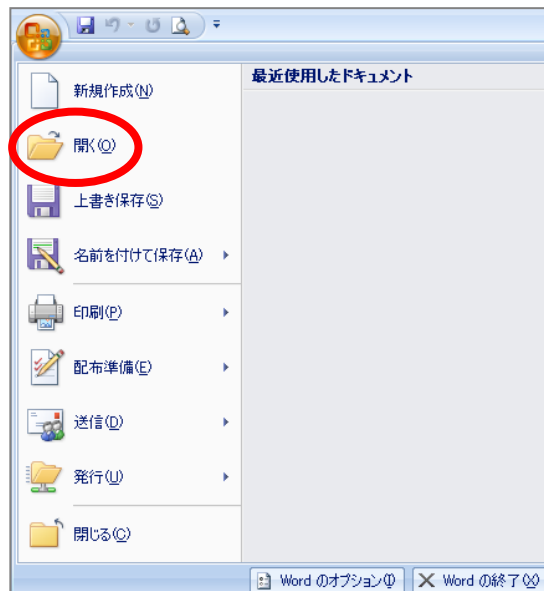 最近使用したドキュメント
新規作成(N)
開く(O)
上書き保存(S)
名前を付けて保存(A)
印刷(P)
配布準備(E)
送信(D)
発行(U)
閉じる(C)
Word のオプション(I) Word の終了(X)